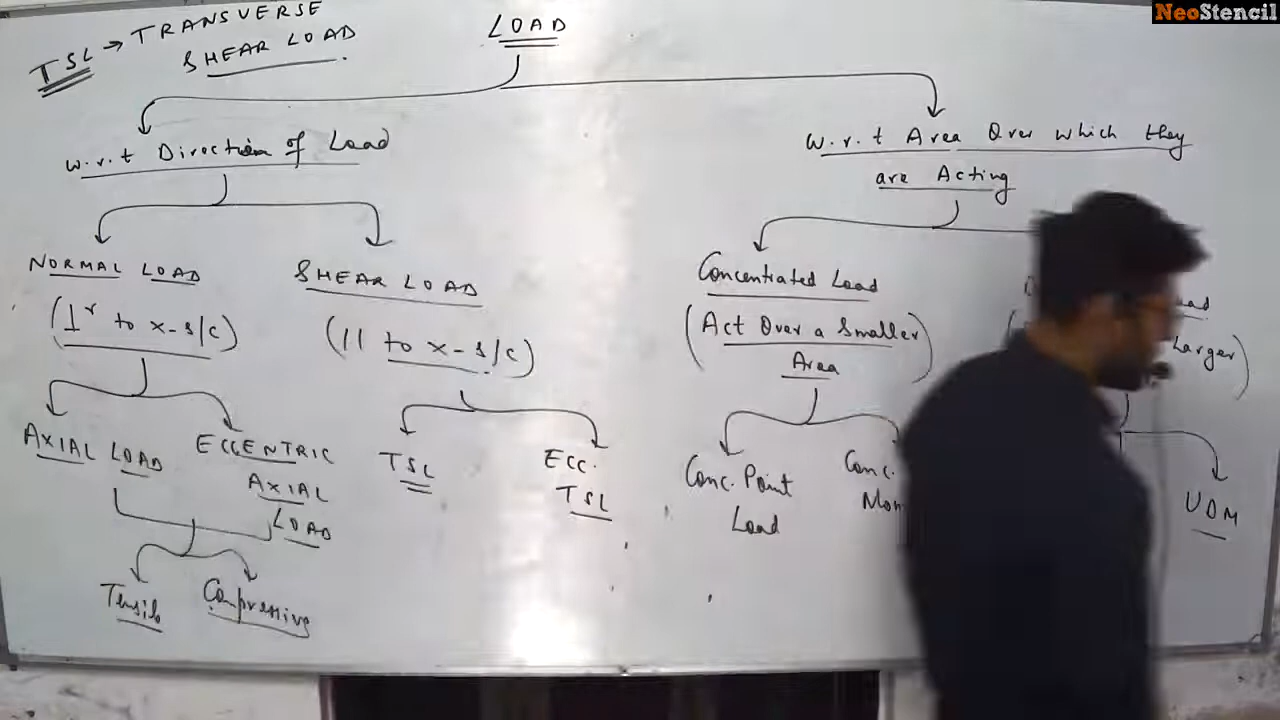 NeoStencil
TSL → TRANSVERSE
SHEAR LOAD
LOAD
w.r.t Direction of Load
w.r.t Area Over which they
are Acting
NORMAL LOAD
(⊥r to x-s/c)
SHEAR LOAD
(|| to x-s/c)
AXIAL LOAD
ECCENTRIC
AXIAL
LOAD
Tensile
Compressive
TSL
ECC.
TSL
Concentrated Load
(Act Over a Smaller
Area)
Conc. Point
Load
Conc.
Larger)
UDM